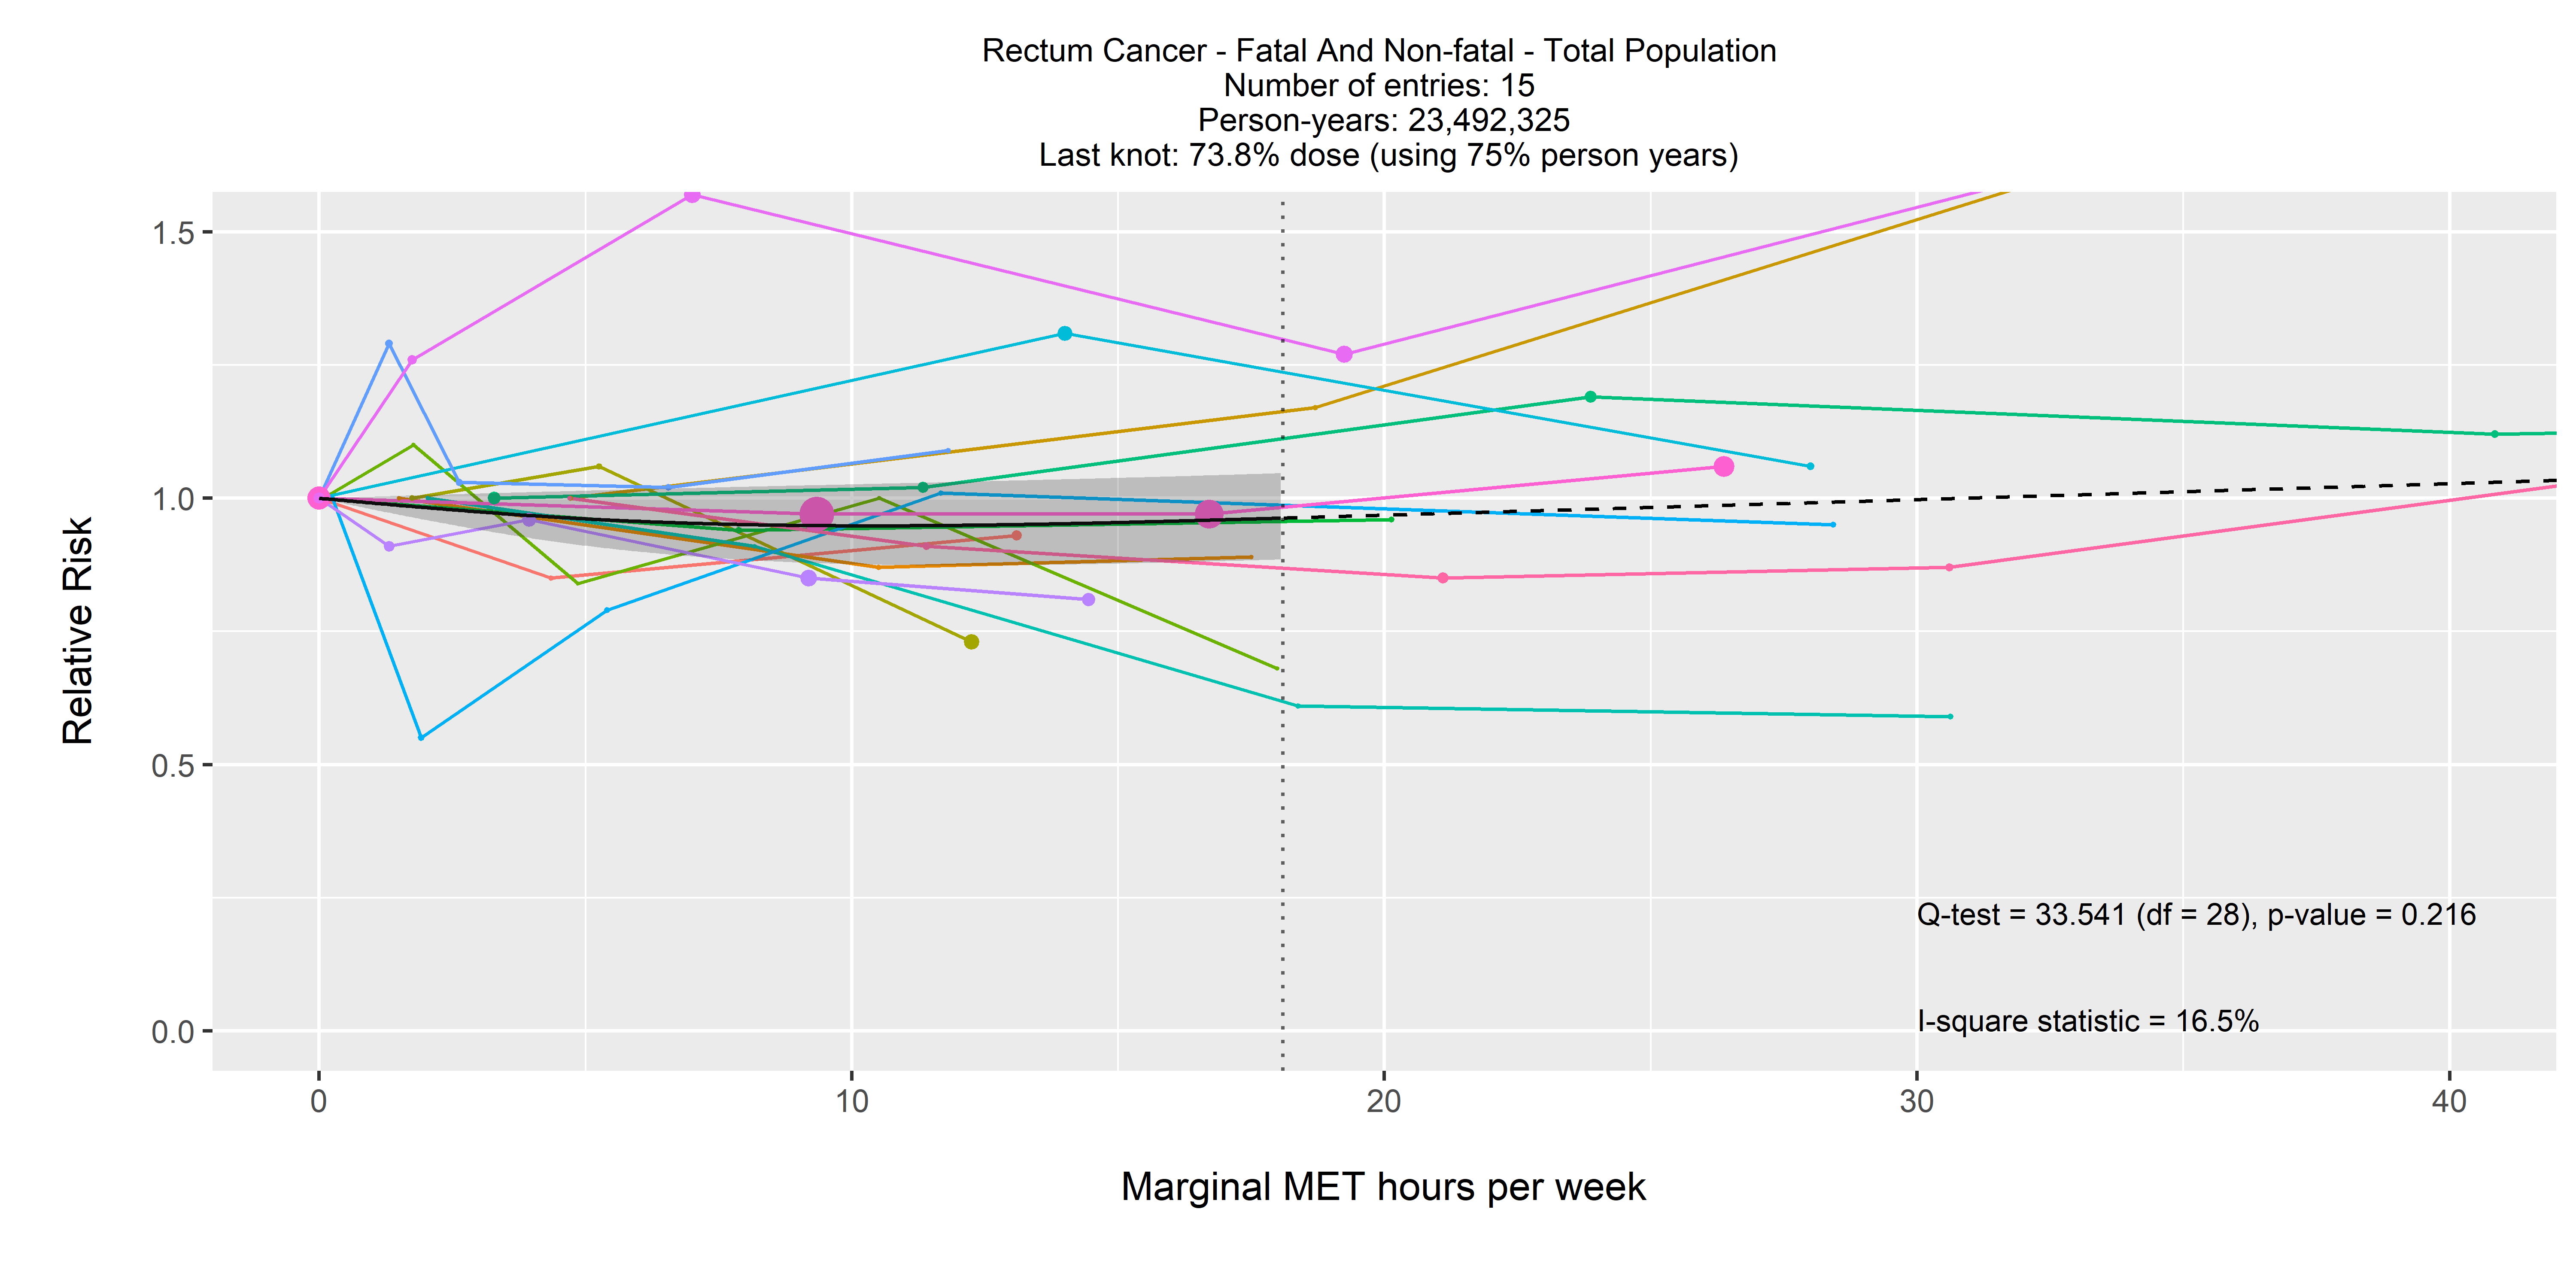 Rectum Cancer - Fatal And Non-fatal - Total Population
Number of entries: 15
Person-years: 23,492,325
Last knot: 73.8% dose (using 75% person years)
1.5
1.0
0.5
0.0
Relative Risk
Q-test = 33.541 (df = 28), p-value = 0.216
I-square statistic = 16.5%
0 10 20 30 40
Marginal MET hours per week